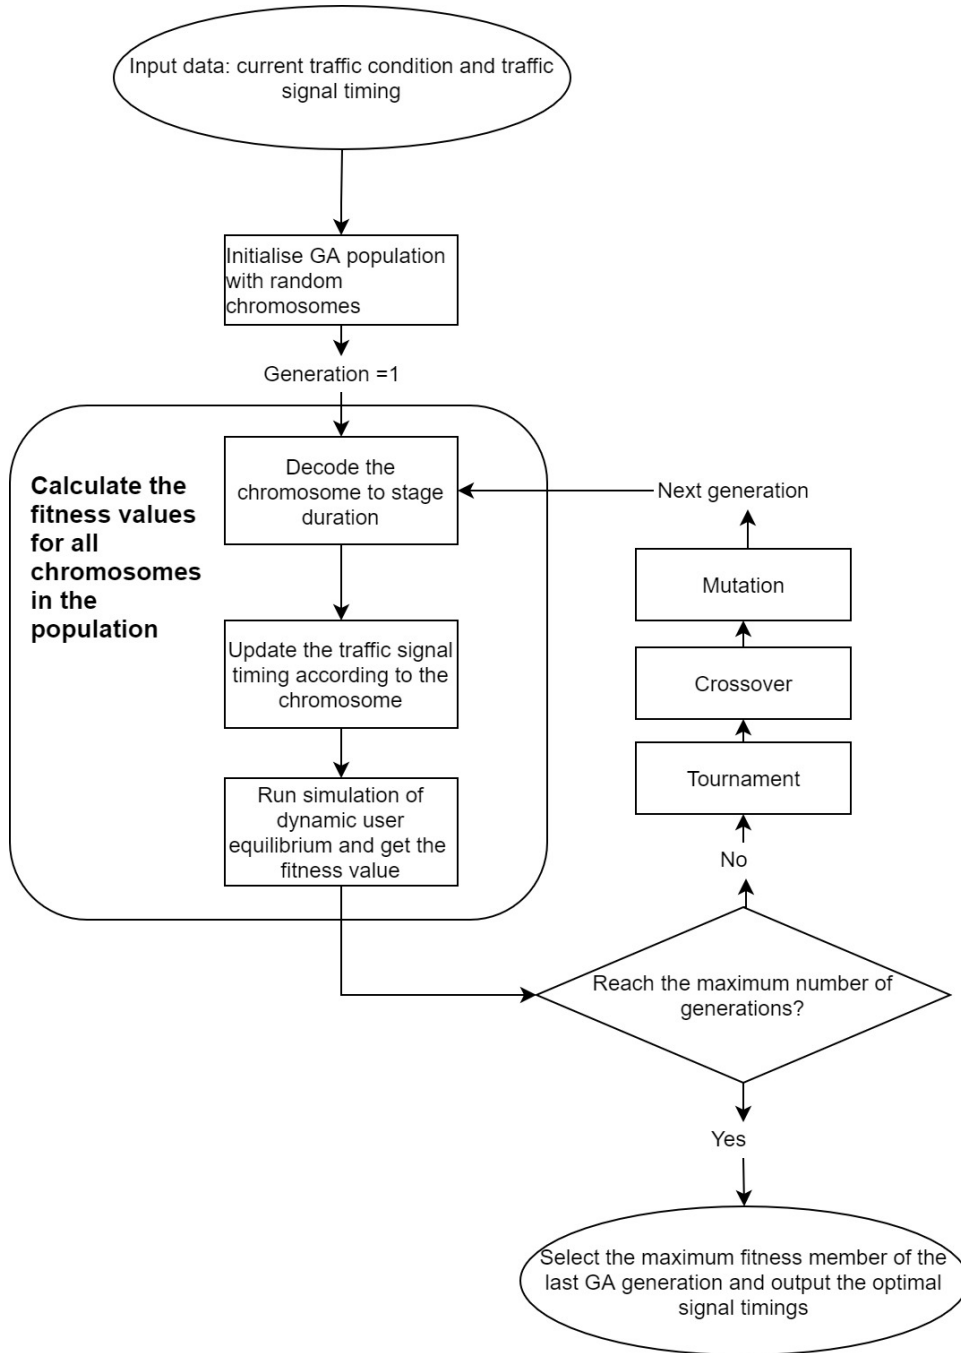 Input data: current traffic condition and traffic
signal timing
Initialise GA population
with random
chromosomes
Generation =1
Calculate the
fitness values
for all
chromosomes
in the
population
Decode the
chromosome to stage
duration
Update the traffic signal
timing according to the
chromosome
Run simulation of
dynamic user
equilibrium and get the
fitness value
Next generation
Mutation
Crossover
Tournament
No
Reach the maximum number of
generations?
Yes
Select the maximum fitness member of the
last GA generation and output the optimal
signal timings